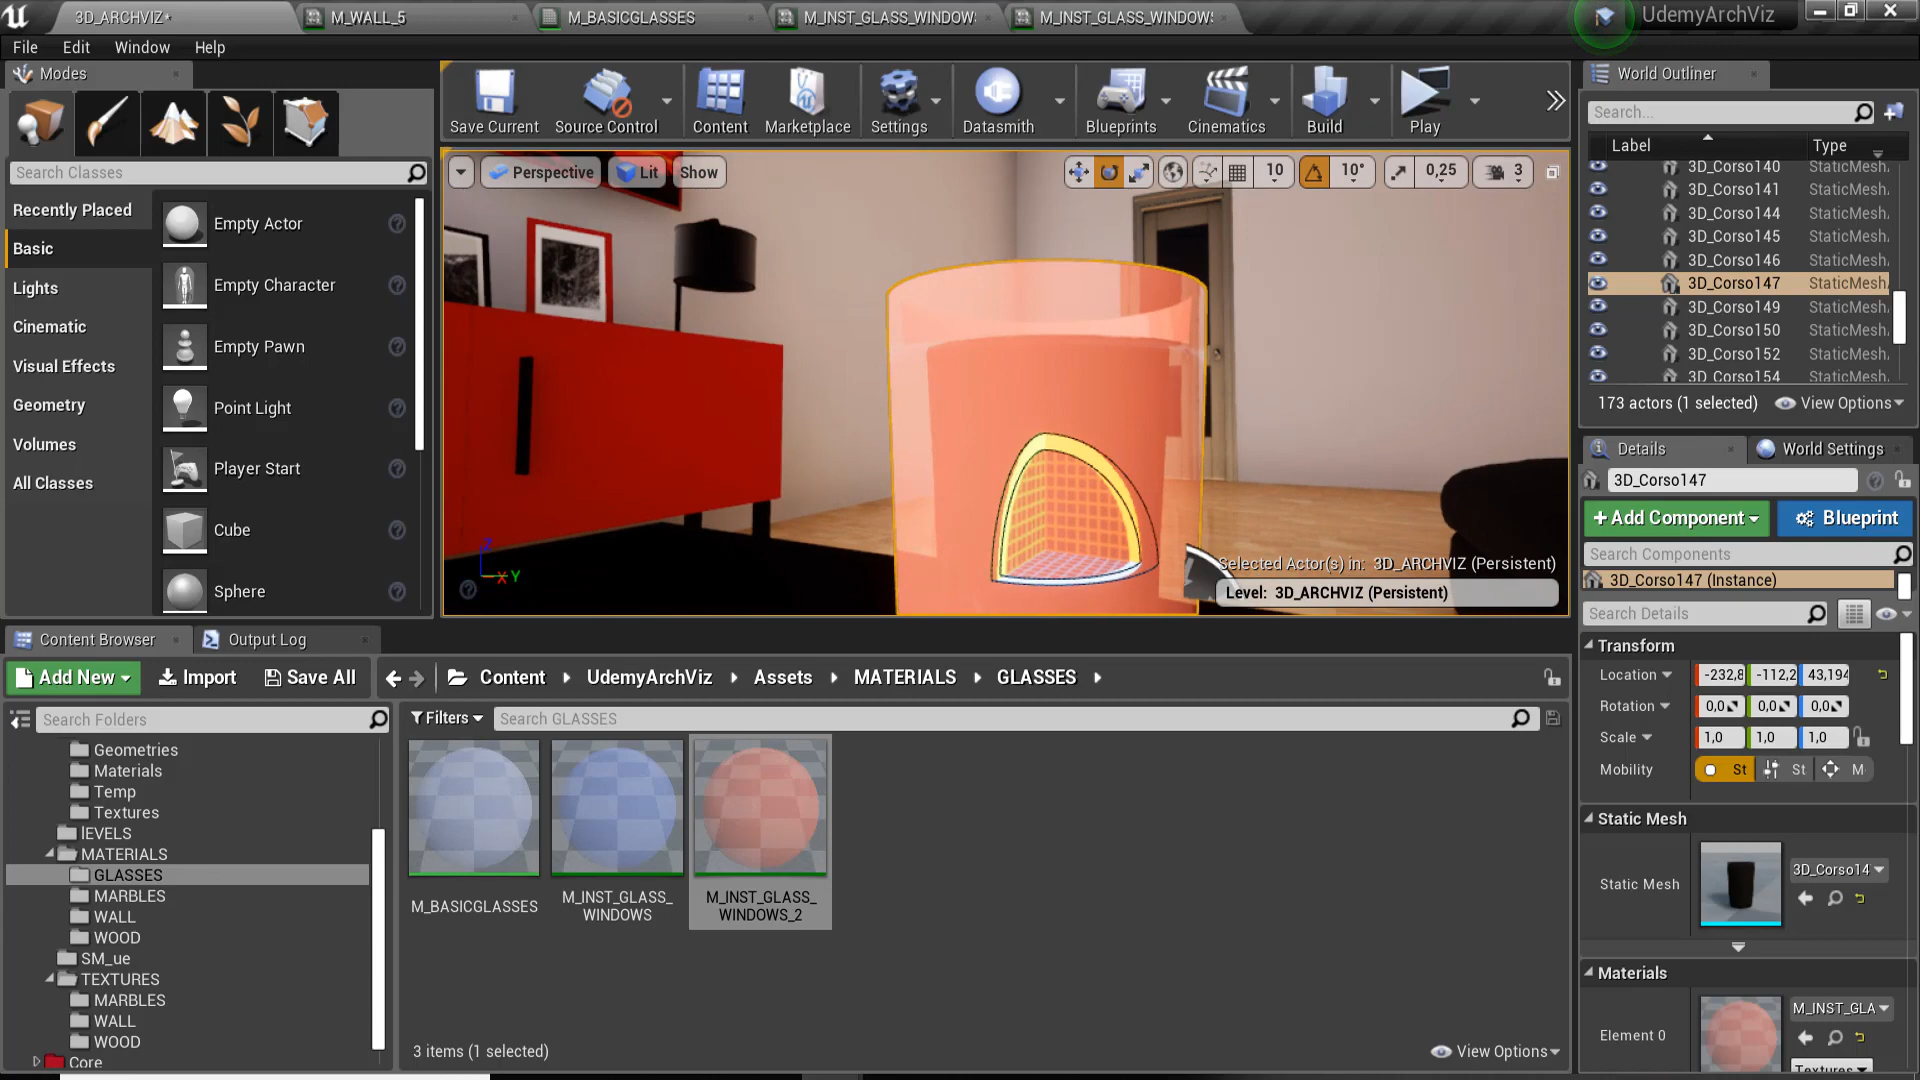 3D_ARCHVIZ*
M_WALL_5
M_BASICGLASSES
M_INST_GLASS_WINDOW
M_INST_GLASS_WINDOW
UdemyArchViz
File Edit Window Help
Modes
World Outliner
Save Current
Source Control
Content
Marketplace
Settings
Datasmith
Blueprints
Cinematics
Build
Play
Search...
Label
Type
Search Classes
Perspective
Lit
Show
10
10°
0,25
3
Recently Placed
Basic
Lights
Cinematic
Visual Effects
Geometry
Volumes
All Classes
Empty Actor
Empty Character
Empty Pawn
Point Light
Player Start
Cube
Sphere
3D_Corso140 StaticMesh
3D_Corso141 StaticMesh
3D_Corso144 StaticMesh
3D_Corso145 StaticMesh
3D_Corso146 StaticMesh
3D_Corso147 StaticMesh
3D_Corso149 StaticMesh
3D_Corso150 StaticMesh
3D_Corso152 StaticMesh
3D_Corso154 StaticMesh
173 actors (1 selected)
View Options
Z
X Y
Selected Actor(s) in: 3D_ARCHVIZ (Persistent)
Level: 3D_ARCHVIZ (Persistent)
Details
World Settings
3D_Corso147
+ Add Component
Blueprint
Search Components
3D_Corso147 (Instance)
Search Details
Transform
Location -232,8 -112,2 43,194
Rotation 0,0 0,0 0,0
Scale 1,0 1,0 1,0
Mobility St St M
Static Mesh
Static Mesh
3D_Corso14
Materials
Element 0
M_INST_GLA
Textures
Content Browser
Output Log
Add New
Import
Save All
Content
UdemyArchViz
Assets
MATERIALS
GLASSES
Search Folders
Filters
Search GLASSES
Geometries
Materials
Temp
Textures
lEVELS
MATERIALS
GLASSES
MARBLES
WALL
WOOD
SM_ue
TEXTURES
MARBLES
WALL
WOOD
Core
M_BASICGLASSES
M_INST_GLASS_
WINDOWS
M_INST_GLASS_
WINDOWS_2
3 items (1 selected)
View Options